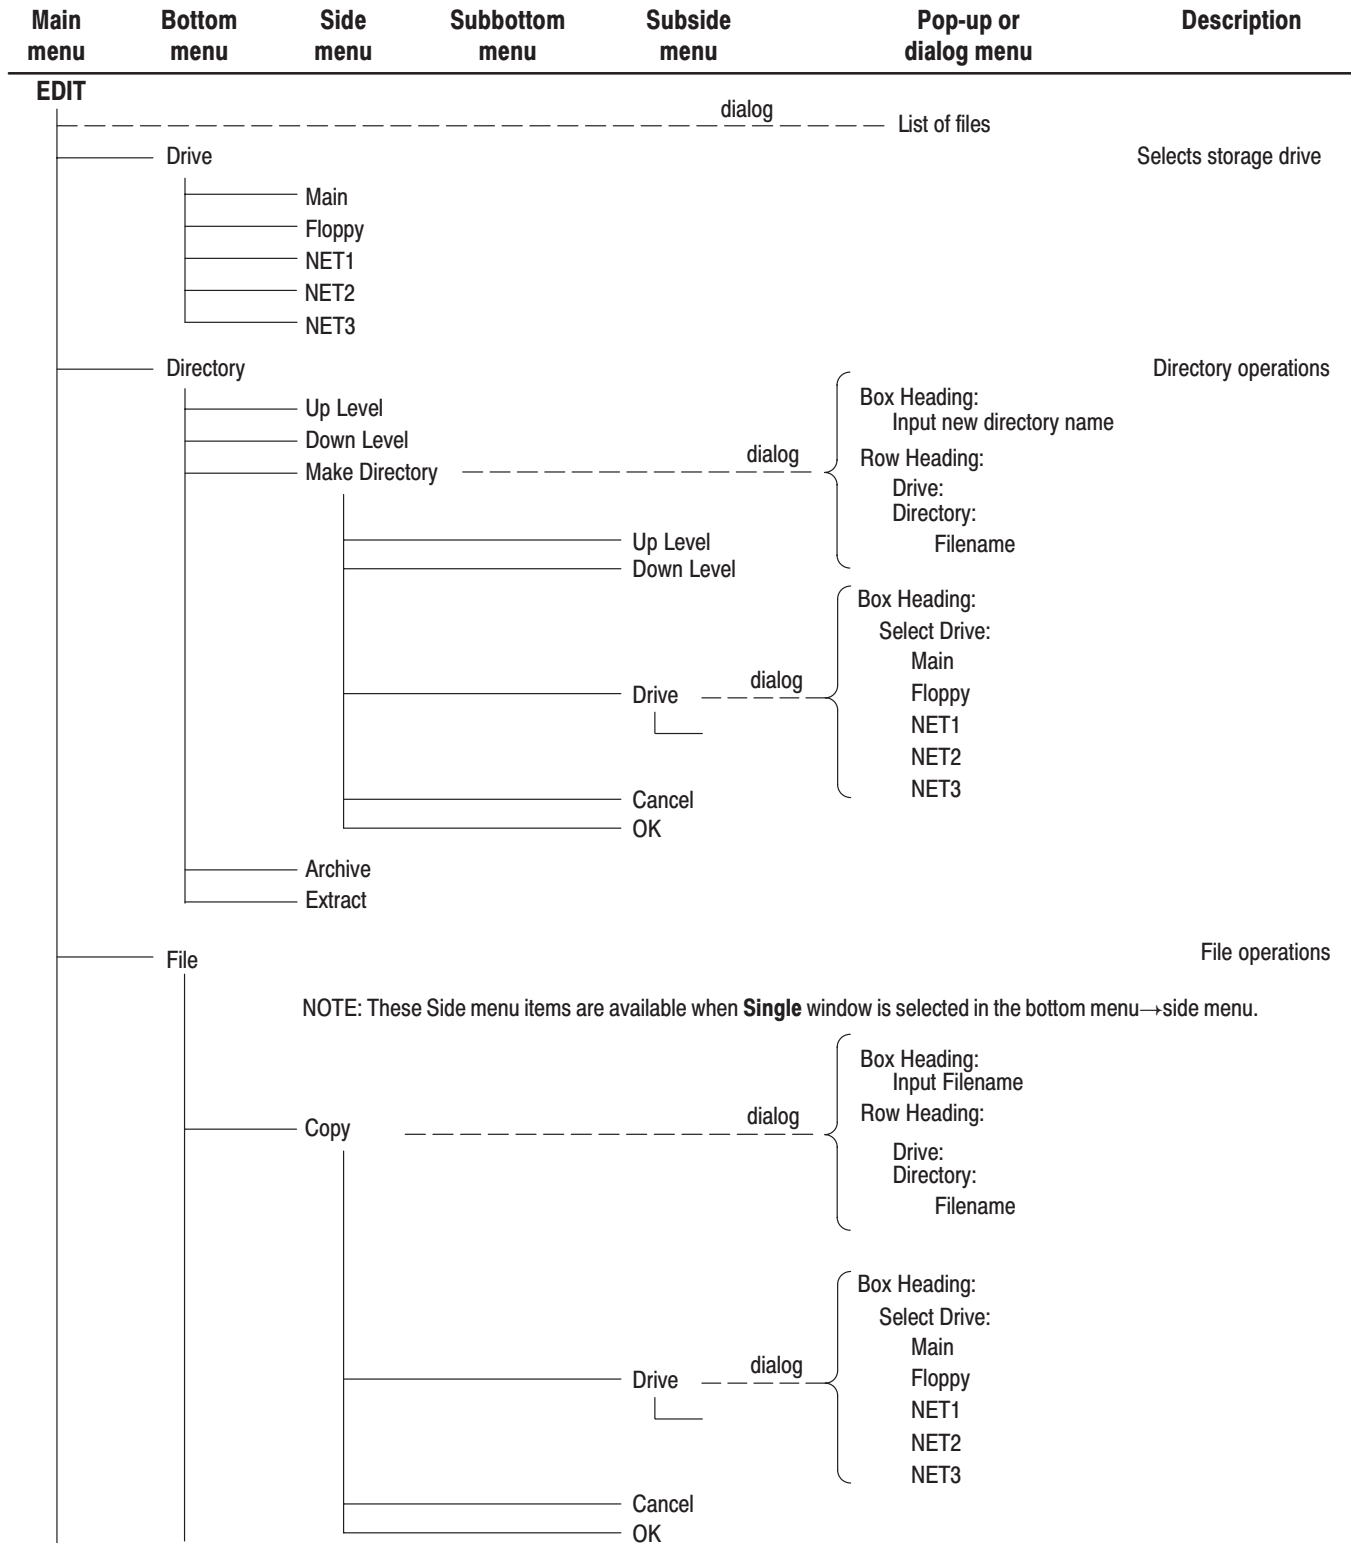 Main menu Bottom menu Side menu Subbottom menu Subside menu Pop-up or dialog menu Description
EDIT
dialog
List of files
Drive Selects storage drive
Main
Floppy
NET1
NET2
NET3
Directory Directory operations
Box Heading:
Up Level
Input new directory name
Down Level
Make Directory dialog Row Heading:
Drive:
Directory:
Up Level Filename
Down Level
Box Heading:
Select Drive:
Main
Drive dialog Floppy
NET1
NET2
NET3
Cancel
OK
Archive
Extract
File File operations
NOTE: These Side menu items are available when Single window is selected in the bottom menu→side menu.
Box Heading:
Input Filename
Copy dialog Row Heading:
Drive:
Directory:
Filename
Box Heading:
Select Drive:
Main
Drive dialog Floppy
NET1
NET2
NET3
Cancel
OK